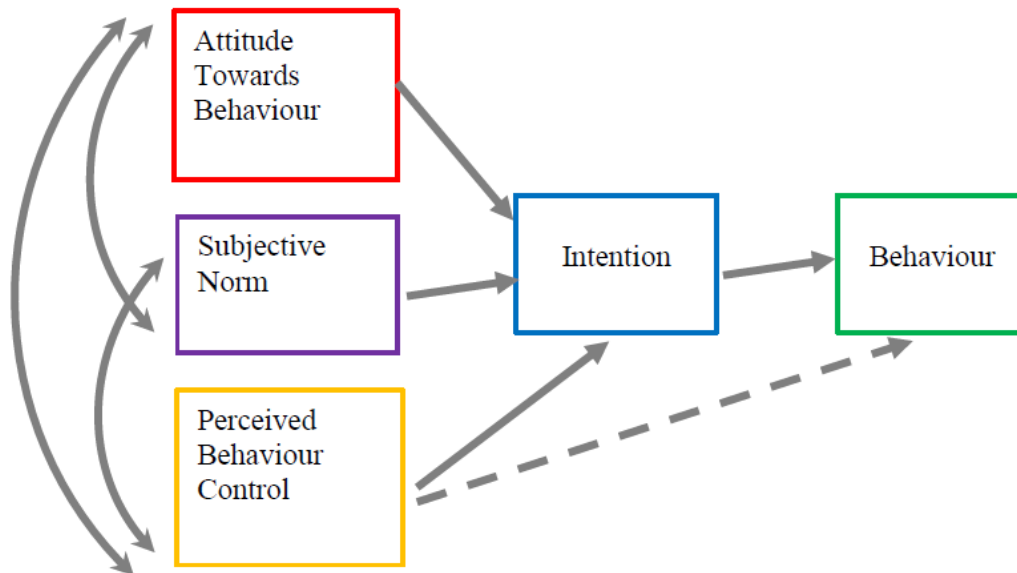 Attitude
Towards
Behaviour
Subjective
Norm
Intention
Behaviour
Perceived
Behaviour
Control